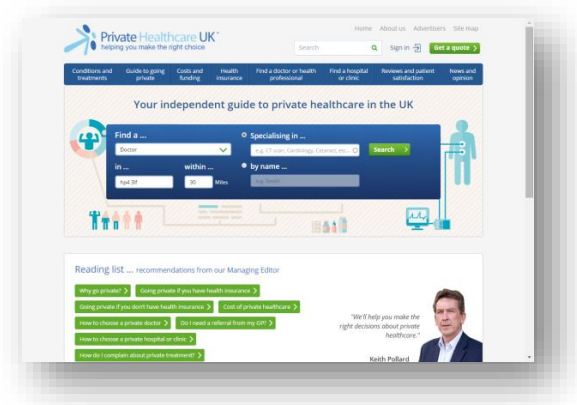 Private Healthcare UK™
helping you make the right choice
Home About us Advertisers Site map
Search
Sign in
Get a quote
Conditions and treatments
Guide to going private
Costs and funding
Health insurance
Find a doctor or health professional
Find a hospital or clinic
Reviews and patient satisfaction
News and opinion
Your independent guide to private healthcare in the UK
Find a ...
Doctor
Specialising in ...
e.g. CT scan, Cardiology, Cataract, etc...
Search
in ...
within ...
30 Miles
by name ...
Reading list ... recommendations from our Managing Editor
Why go private?
Going private if you have health insurance
Going private if you don't have health insurance
Cost of private healthcare
How to choose a private doctor
Do I need a referral from my GP?
How to choose a private hospital or clinic
How do I complain about private treatment?
"We'll help you make the
right decisions about private
healthcare."
Keith Pollard